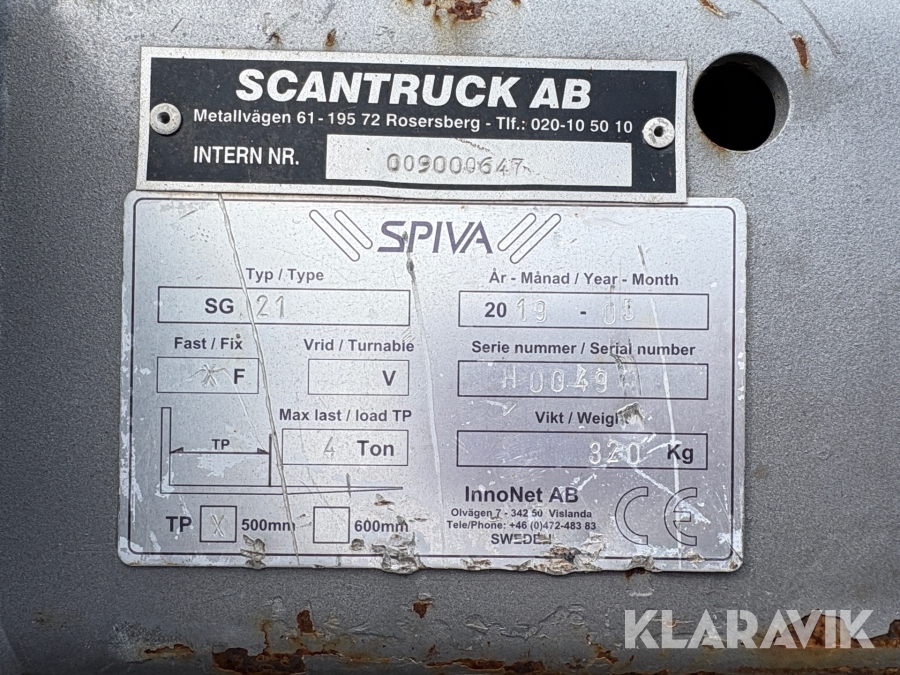 SCANTRUCK AB
Metallvägen 61 - 195 72 Rosersberg - Tlf.: 020-10 50 10
INTERN NR. 009000647
SPIVA
Typ / Type
SG 21
År - Månad / Year - Month
20 19 -
Fast / Fix
X F
Vrid / Turnable
V
Serie nummer / Serial number
Max last / load TP
4 Ton
Vikt / Weight
320 Kg
TP
TP X 500mm 600mm
InnoNet AB
Olvägen 7 - 342 50 Vislanda
Tele/Phone: +46 (0)472-483 83
SWEDEN
CE
KLARAVIK